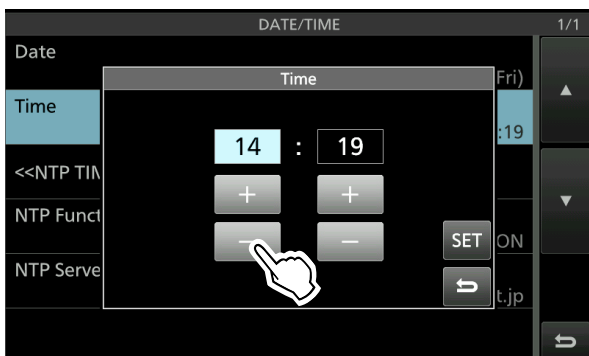 DATE/TIME 1/1
Date
Fri)
Time
Time
:19
14 : 19
<<NTP TIM
+ +
NTP Funct
− −
SET
ON
NTP Serve
t.jp